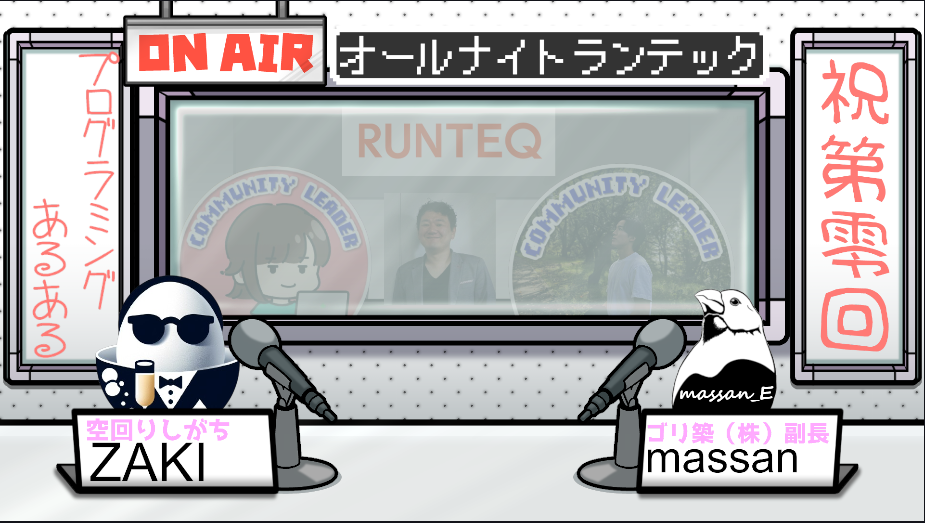 ON AIR
オールナイトランテック
プログラミング
あるある
祝第零回
RUNTEQ
COMMUNITY LEADER
COMMUNITY LEADER
massan_E
空回りしがち
ZAKI
ゴリ築（株）副長
massan